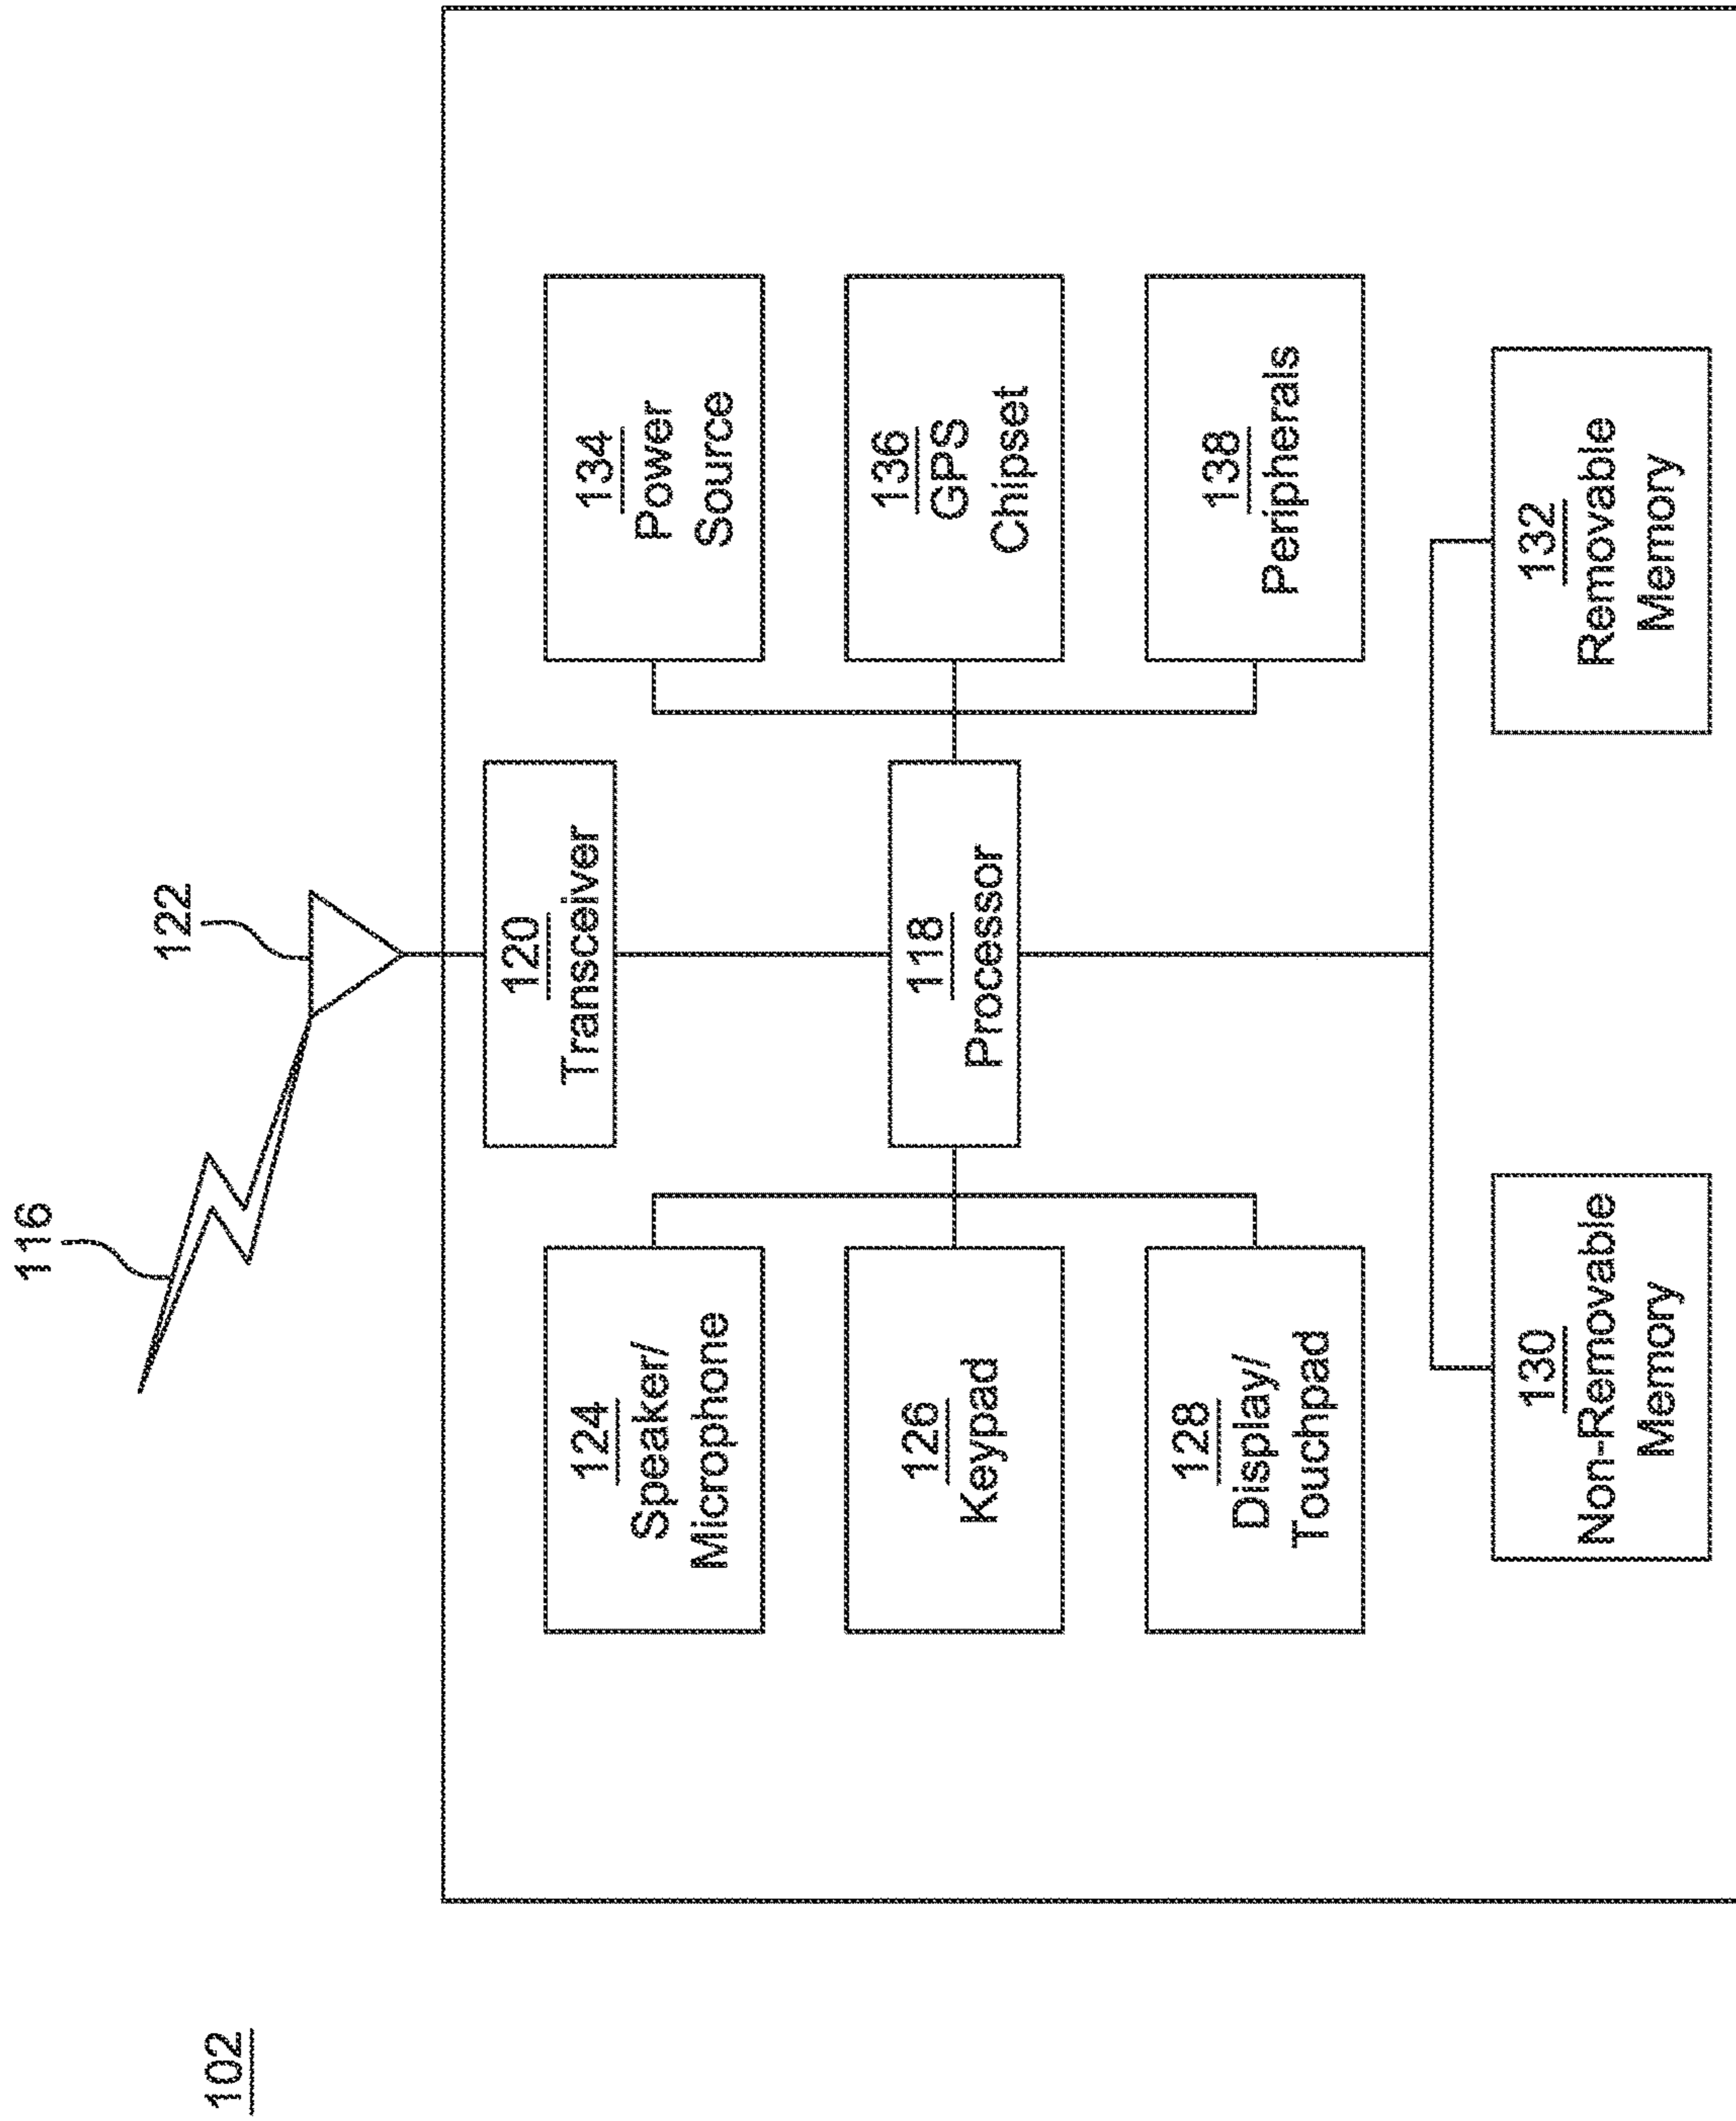 102
116
122
120
Transceiver
124
Speaker/
Microphone
134
Power
Source
118
Processor
126
Keypad
136
GPS
Chipset
128
Display/
Touchpad
138
Peripherals
130
Non-Removable
Memory
132
Removable
Memory